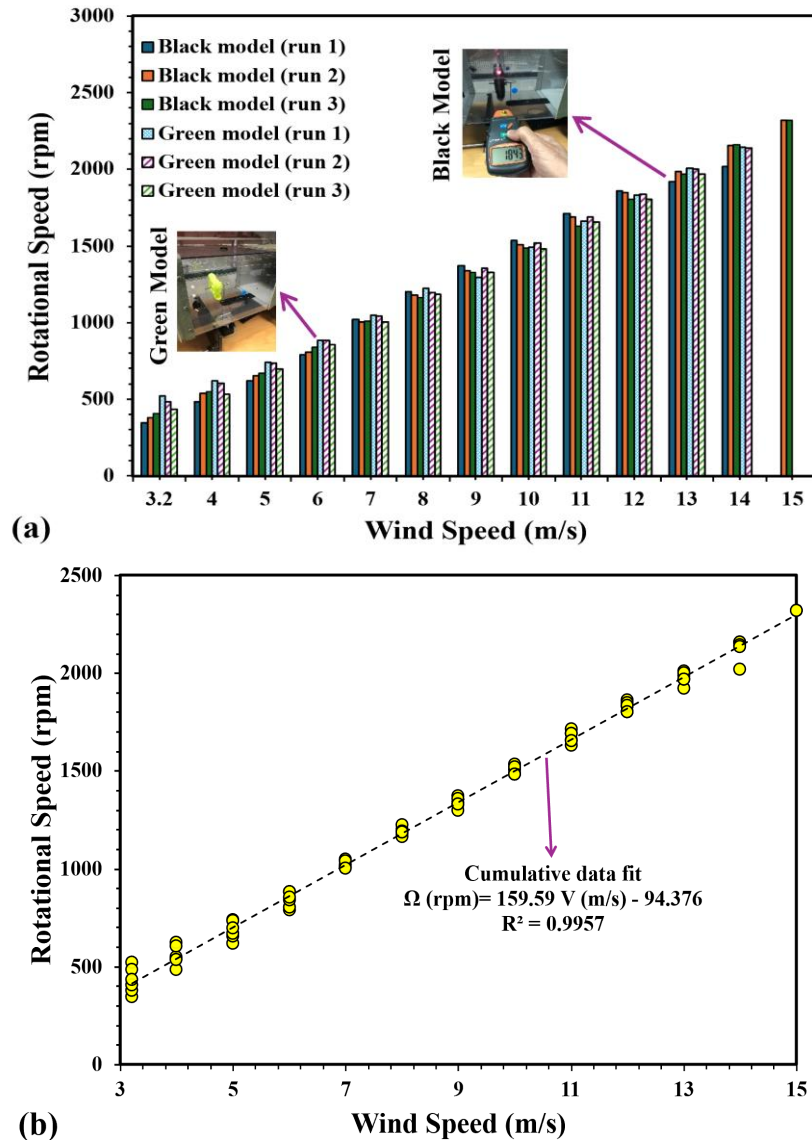 3000
2500
2000
1500
1000
500
0
Rotational Speed (rpm)
Black model (run 1)
Black model (run 2)
Black model (run 3)
Green model (run 1)
Green model (run 2)
Green model (run 3)
Green Model
Black Model
1843
3.2 4 5 6 7 8 9 10 11 12 13 14 15
Wind Speed (m/s)
(a)
2500
2000
1500
1000
500
0
Rotational Speed (rpm)
Cumulative data fit
Ω (rpm)= 159.59 V (m/s) - 94.376
R² = 0.9957
3 5 7 9 11 13 15
Wind Speed (m/s)
(b)